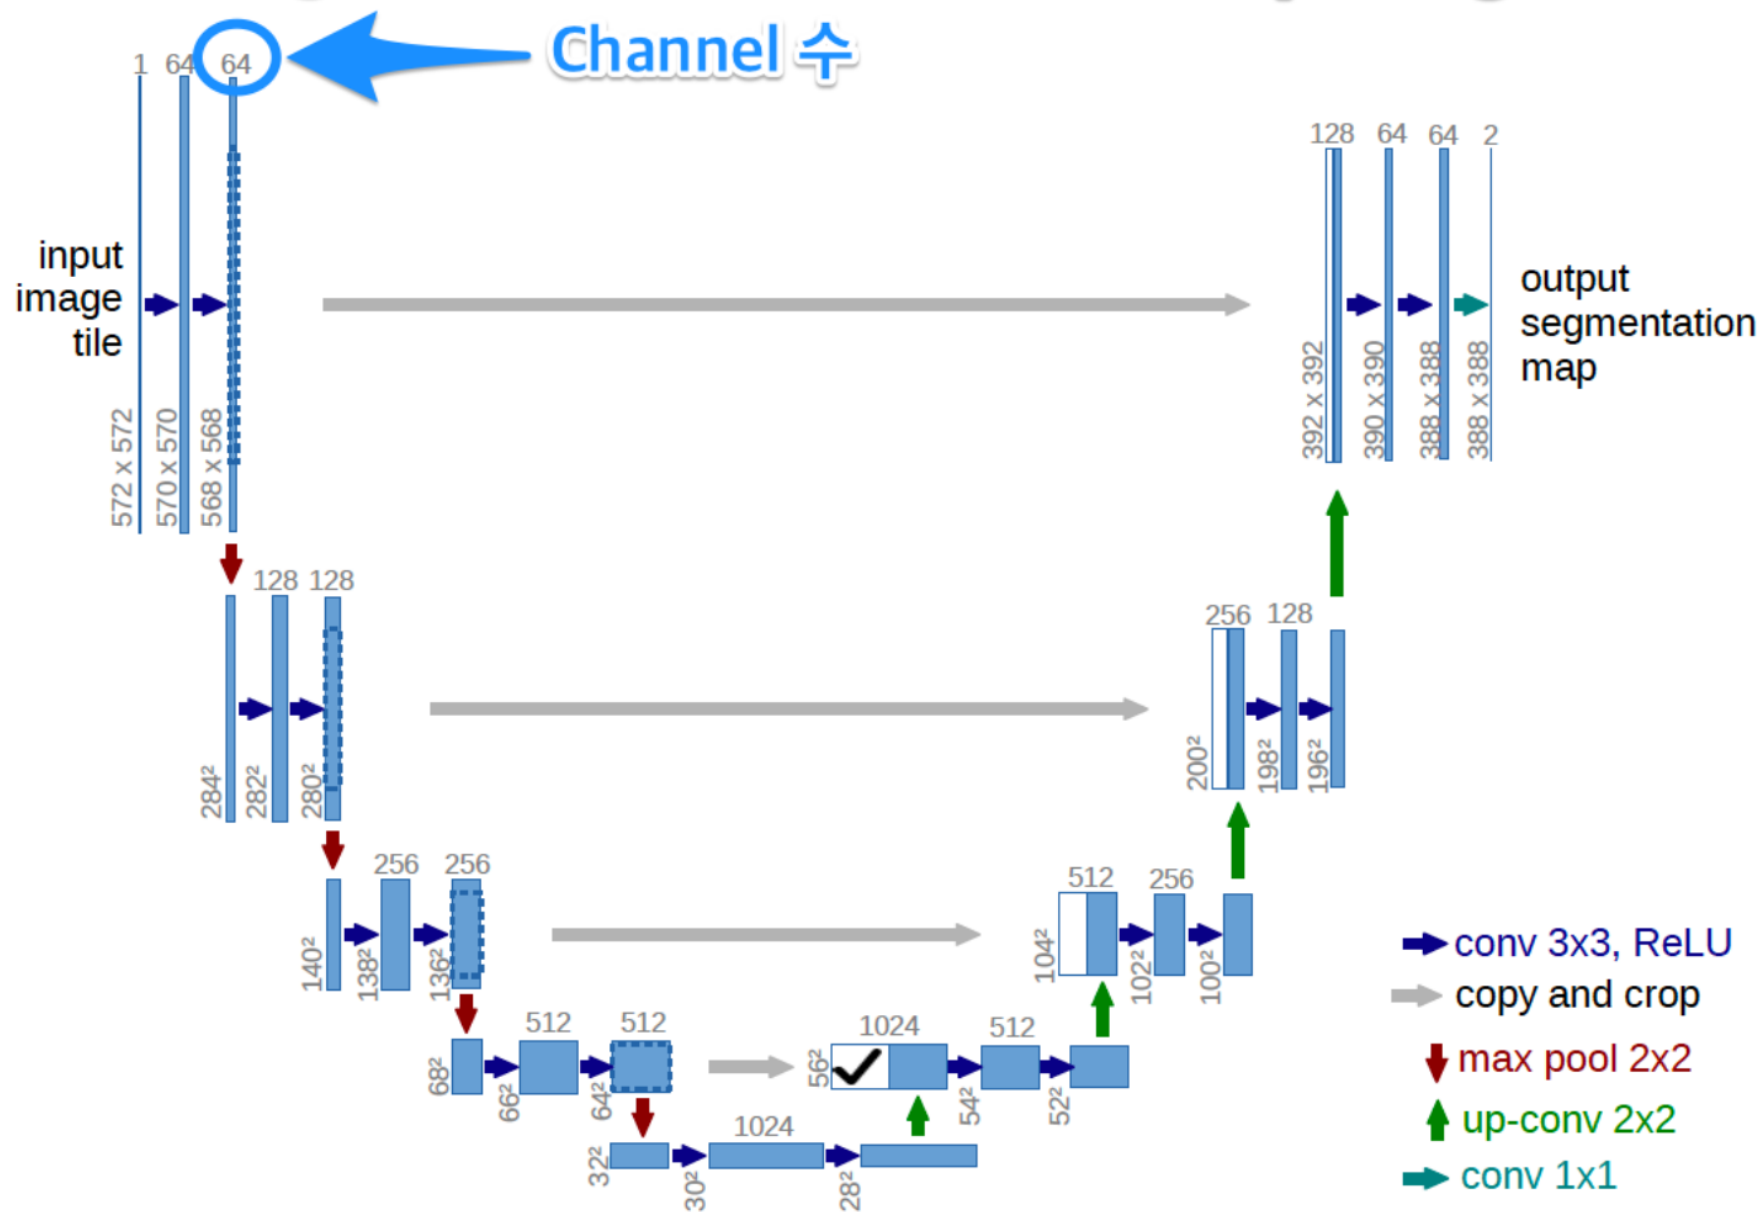 Channel 수
1 64 64
input
image
tile
572 x 572
570 x 570
568 x 568
128 64 64 2
392 x 392
390 x 390
388 x 388
388 x 388
output
segmentation
map
128 128
284²
282²
280²
256 128
200²
198²
196²
256 256
140²
138²
136²
512 256
104²
102²
100²
512 512
68²
66²
64²
1024 512
56²
54²
52²
1024
32²
30²
28²
conv 3x3, ReLU
copy and crop
max pool 2x2
up-conv 2x2
conv 1x1